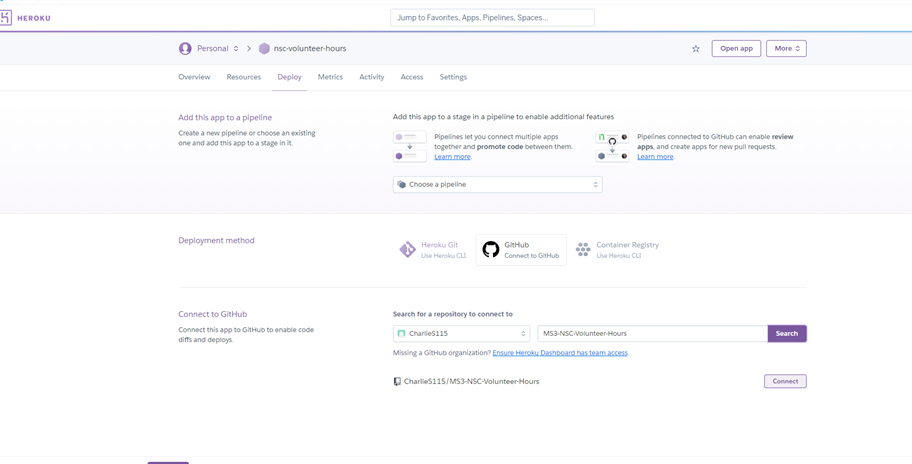 HEROKU
Jump to Favorites, Apps, Pipelines, Spaces...
Personal
nsc-volunteer-hours
Open app
More
Overview
Resources
Deploy
Metrics
Activity
Access
Settings
Add this app to a pipeline
Create a new pipeline or choose an existing
one and add this app to a stage in it.
Add this app to a stage in a pipeline to enable additional features
Pipelines let you connect multiple apps
together and promote code between them.
Learn more.
Pipelines connected to GitHub can enable review
apps, and create apps for new pull requests.
Learn more.
Choose a pipeline
Deployment method
Heroku Git
Use Heroku CLI
GitHub
Connect to GitHub
Container Registry
Use Heroku CLI
Connect to GitHub
Connect this app to GitHub to enable code
diffs and deploys.
Search for a repository to connect to
CharlieS115
MS3-NSC-Volunteer-Hours
Search
Missing a GitHub organization? Ensure Heroku Dashboard has team access.
CharlieS115/MS3-NSC-Volunteer-Hours
Connect